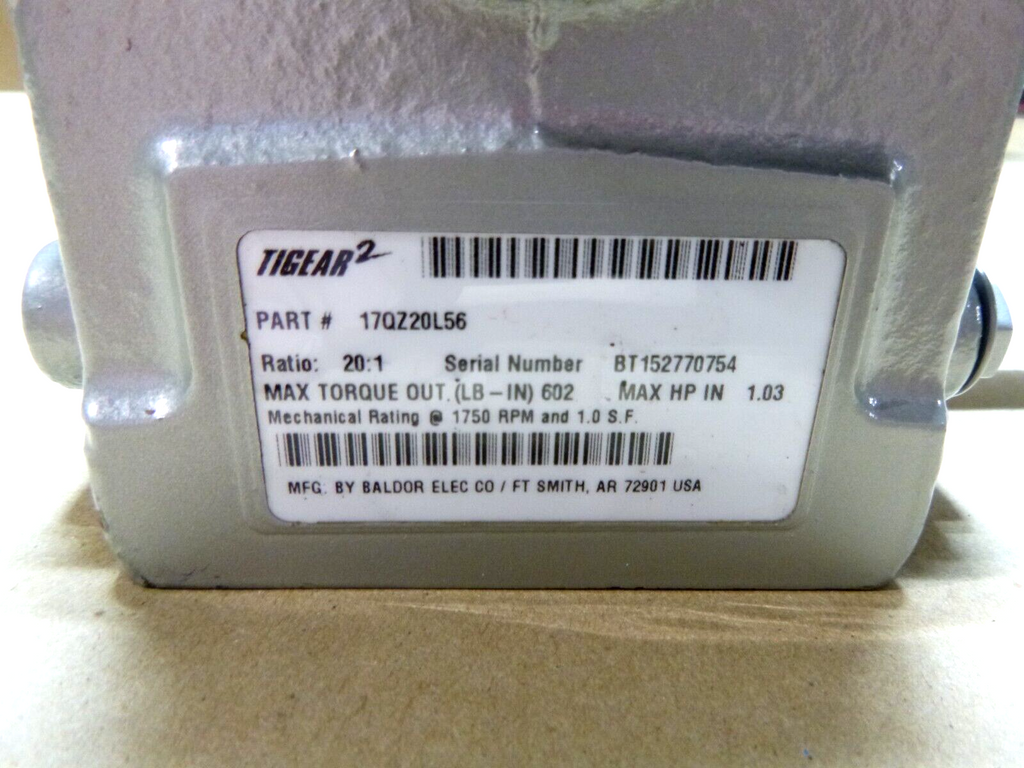 TIGEAR2
PART # 17QZ20L56
Ratio: 20:1 Serial Number BT152770754
MAX TORQUE OUT. (LB-IN) 602 MAX HP IN 1.03
Mechanical Rating @ 1750 RPM and 1.0 S.F.
MFG. BY BALDOR ELEC CO / FT SMITH, AR 72901 USA